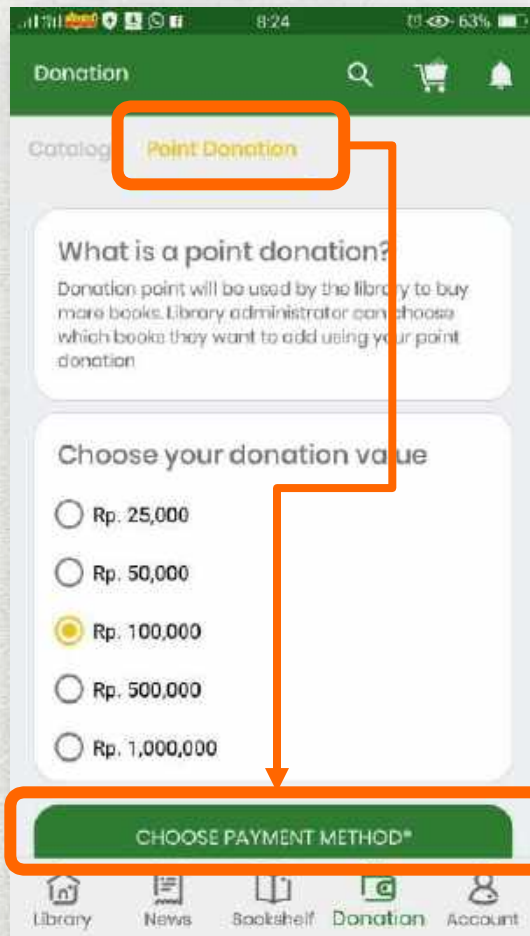 8:24
63%
Donation
Catalog Point Donation
What is a point donation?
Donation point will be used by the library to buy
more books. Library administrator can choose
which books they want to add using your point
donation
Choose your donation value
Rp. 25,000
Rp. 50,000
Rp. 100,000
Rp. 500,000
Rp. 1,000,000
CHOOSE PAYMENT METHOD*
Library News Bookshelf Donation Account